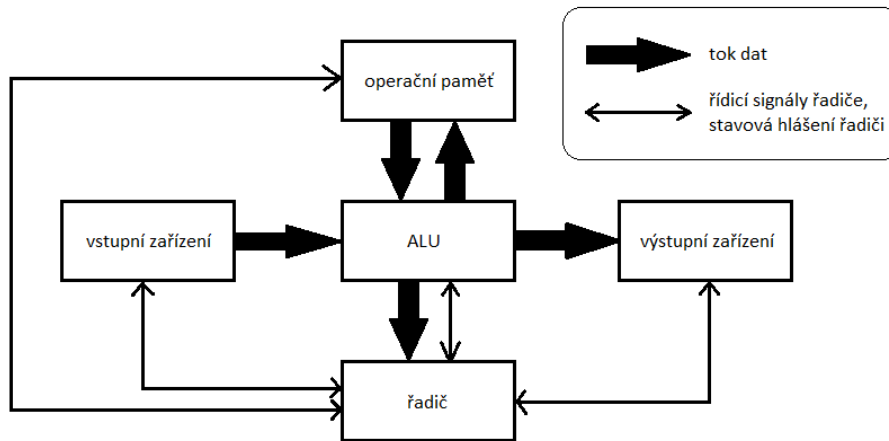 operační paměť
tok dat
řídicí signály řadiče,
stavová hlášení řadiči
vstupní zařízení
ALU
výstupní zařízení
řadič